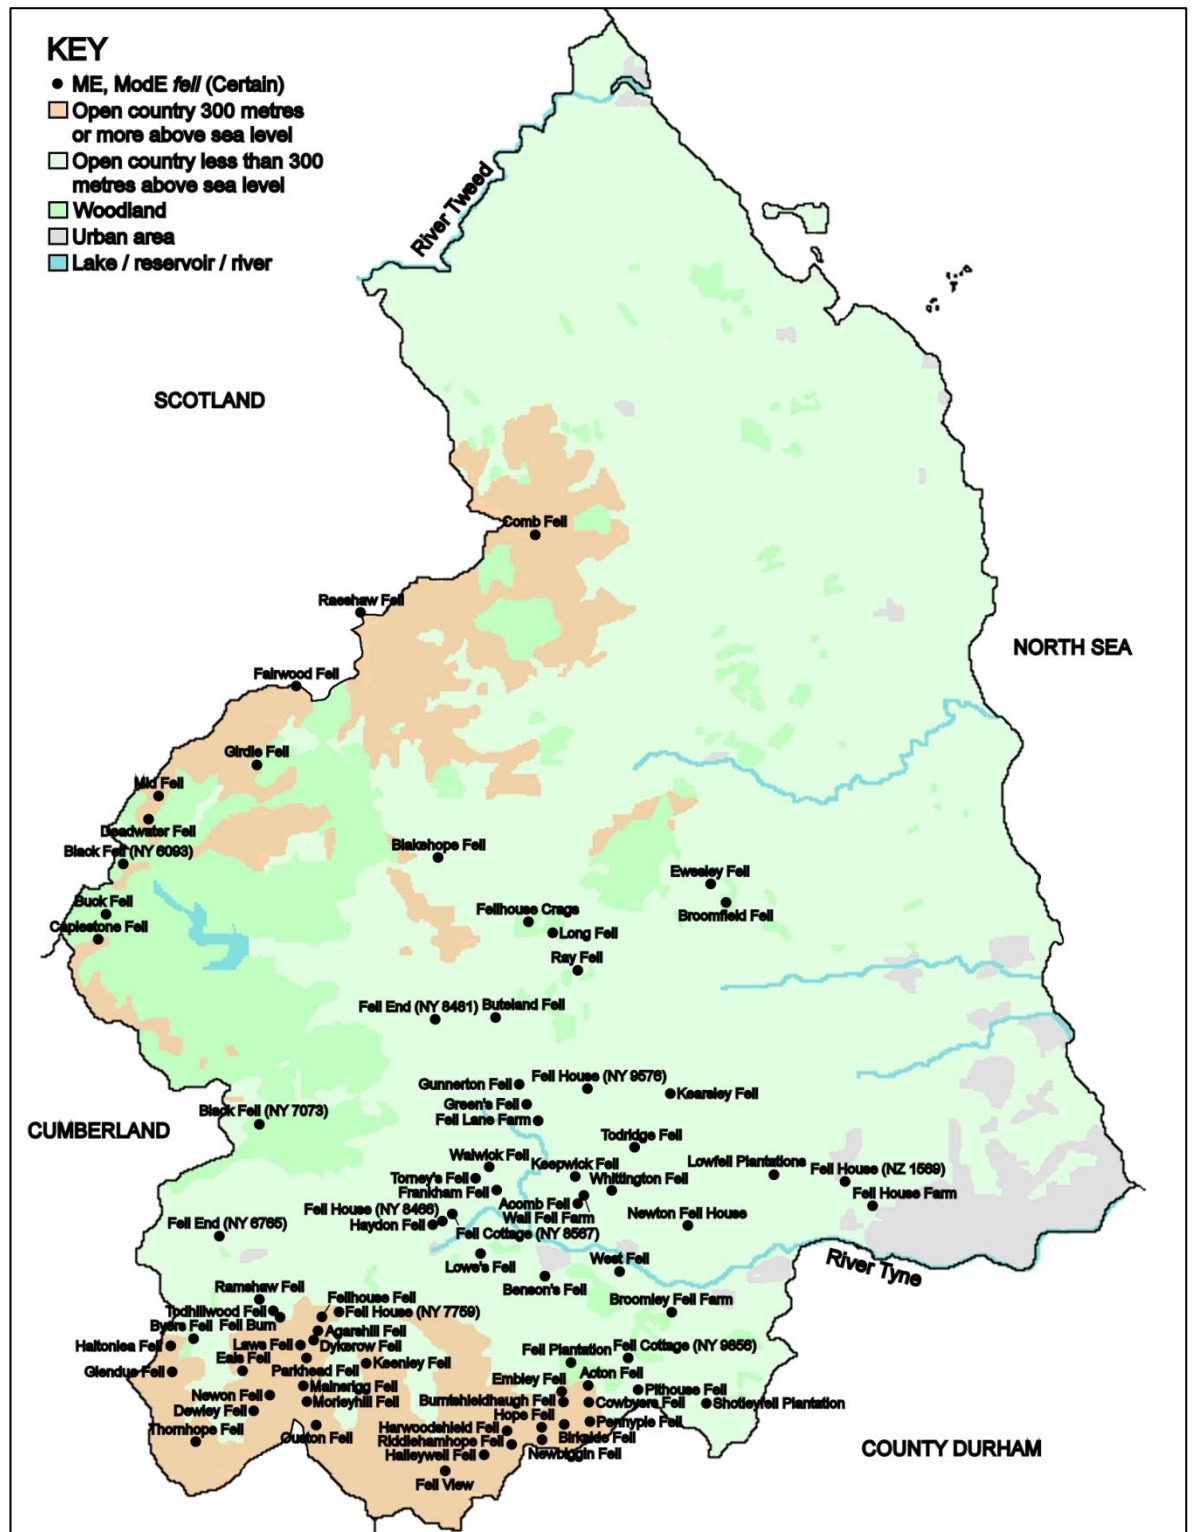 KEY
ME, ModE fell (Certain)
Open country 300 metres
or more above sea level
Open country less than 300
metres above sea level
Woodland
Urban area
Lake / reservoir / river
River Tweed
SCOTLAND
Comb Fell
Raeshaw Fell
NORTH SEA
Fairwood Fell
Girdle Fell
Mid Fell
Deadwater Fell
Black Fell (NY 6093)
Blakehope Fell
Ewesley Fell
Buck Fell
Fellhouse Crags
Broomfield Fell
Caplestone Fell
Long Fell
Ray Fell
Fell End (NY 8481)
Buteland Fell
Gunnerton Fell
Fell House (NY 9576)
Kearsley Fell
Green's Fell
Black Fell (NY 7073)
Fell Lane Farm
CUMBERLAND
Todridge Fell
Walwick Fell
Keepwick Fell
Lowfell Plantations
Fell House (NZ 1569)
Torney's Fell
Whittington Fell
Frankham Fell
Fell House Farm
Acomb Fell
Fell House (NY 8466)
Wall Fell Farm
Newton Fell House
Haydon Fell
Fell End (NY 6765)
Fell Cottage (NY 8567)
Lowe's Fell
West Fell
River Tyne
Benson's Fell
Ramshaw Fell
Fellhouse Fell
Broomley Fell Farm
Todhillwood Fell
Fell House (NY 7759)
Byers Fell
Fell Burn
Agarshill Fell
Haltonlea Fell
Laws Fell
Dykerow Fell
Fell Cottage (NY 9856)
Eals Fell
Keenley Fell
Fell Plantation
Glendue Fell
Parkhead Fell
Acton Fell
Embley Fell
Mainerigg Fell
Pithouse Fell
Newon Fell
Morleyhill Fell
Burntshieldhaugh Fell
Cowbyers Fell
Shotleyfell Plantation
Dewley Fell
Hope Fell
Pennypie Fell
Thornhope Fell
Ouston Fell
Harwoodshield Fell
Birkside Fell
Riddlehamhope Fell
Newbiggin Fell
COUNTY DURHAM
Halleywell Fell
Fell View